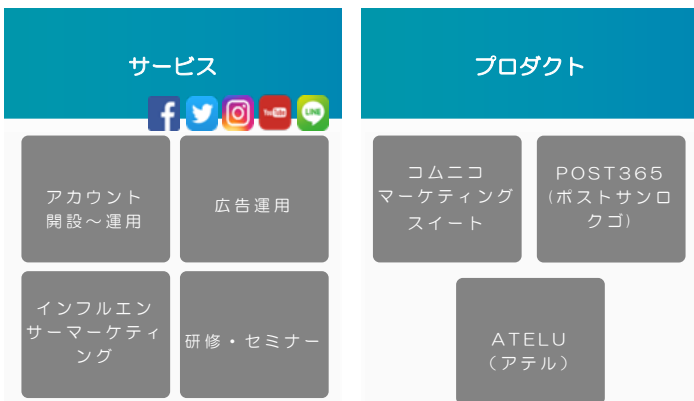 サービス
YouTube
LINE
アカウント
開設～運用
広告運用
インフルエン
サーマーケティ
ング
研修・セミナー
プロダクト
コムニコ
マーケティング
スイート
POST365
(ポストサンロ
クゴ)
ATELU
（アテル）